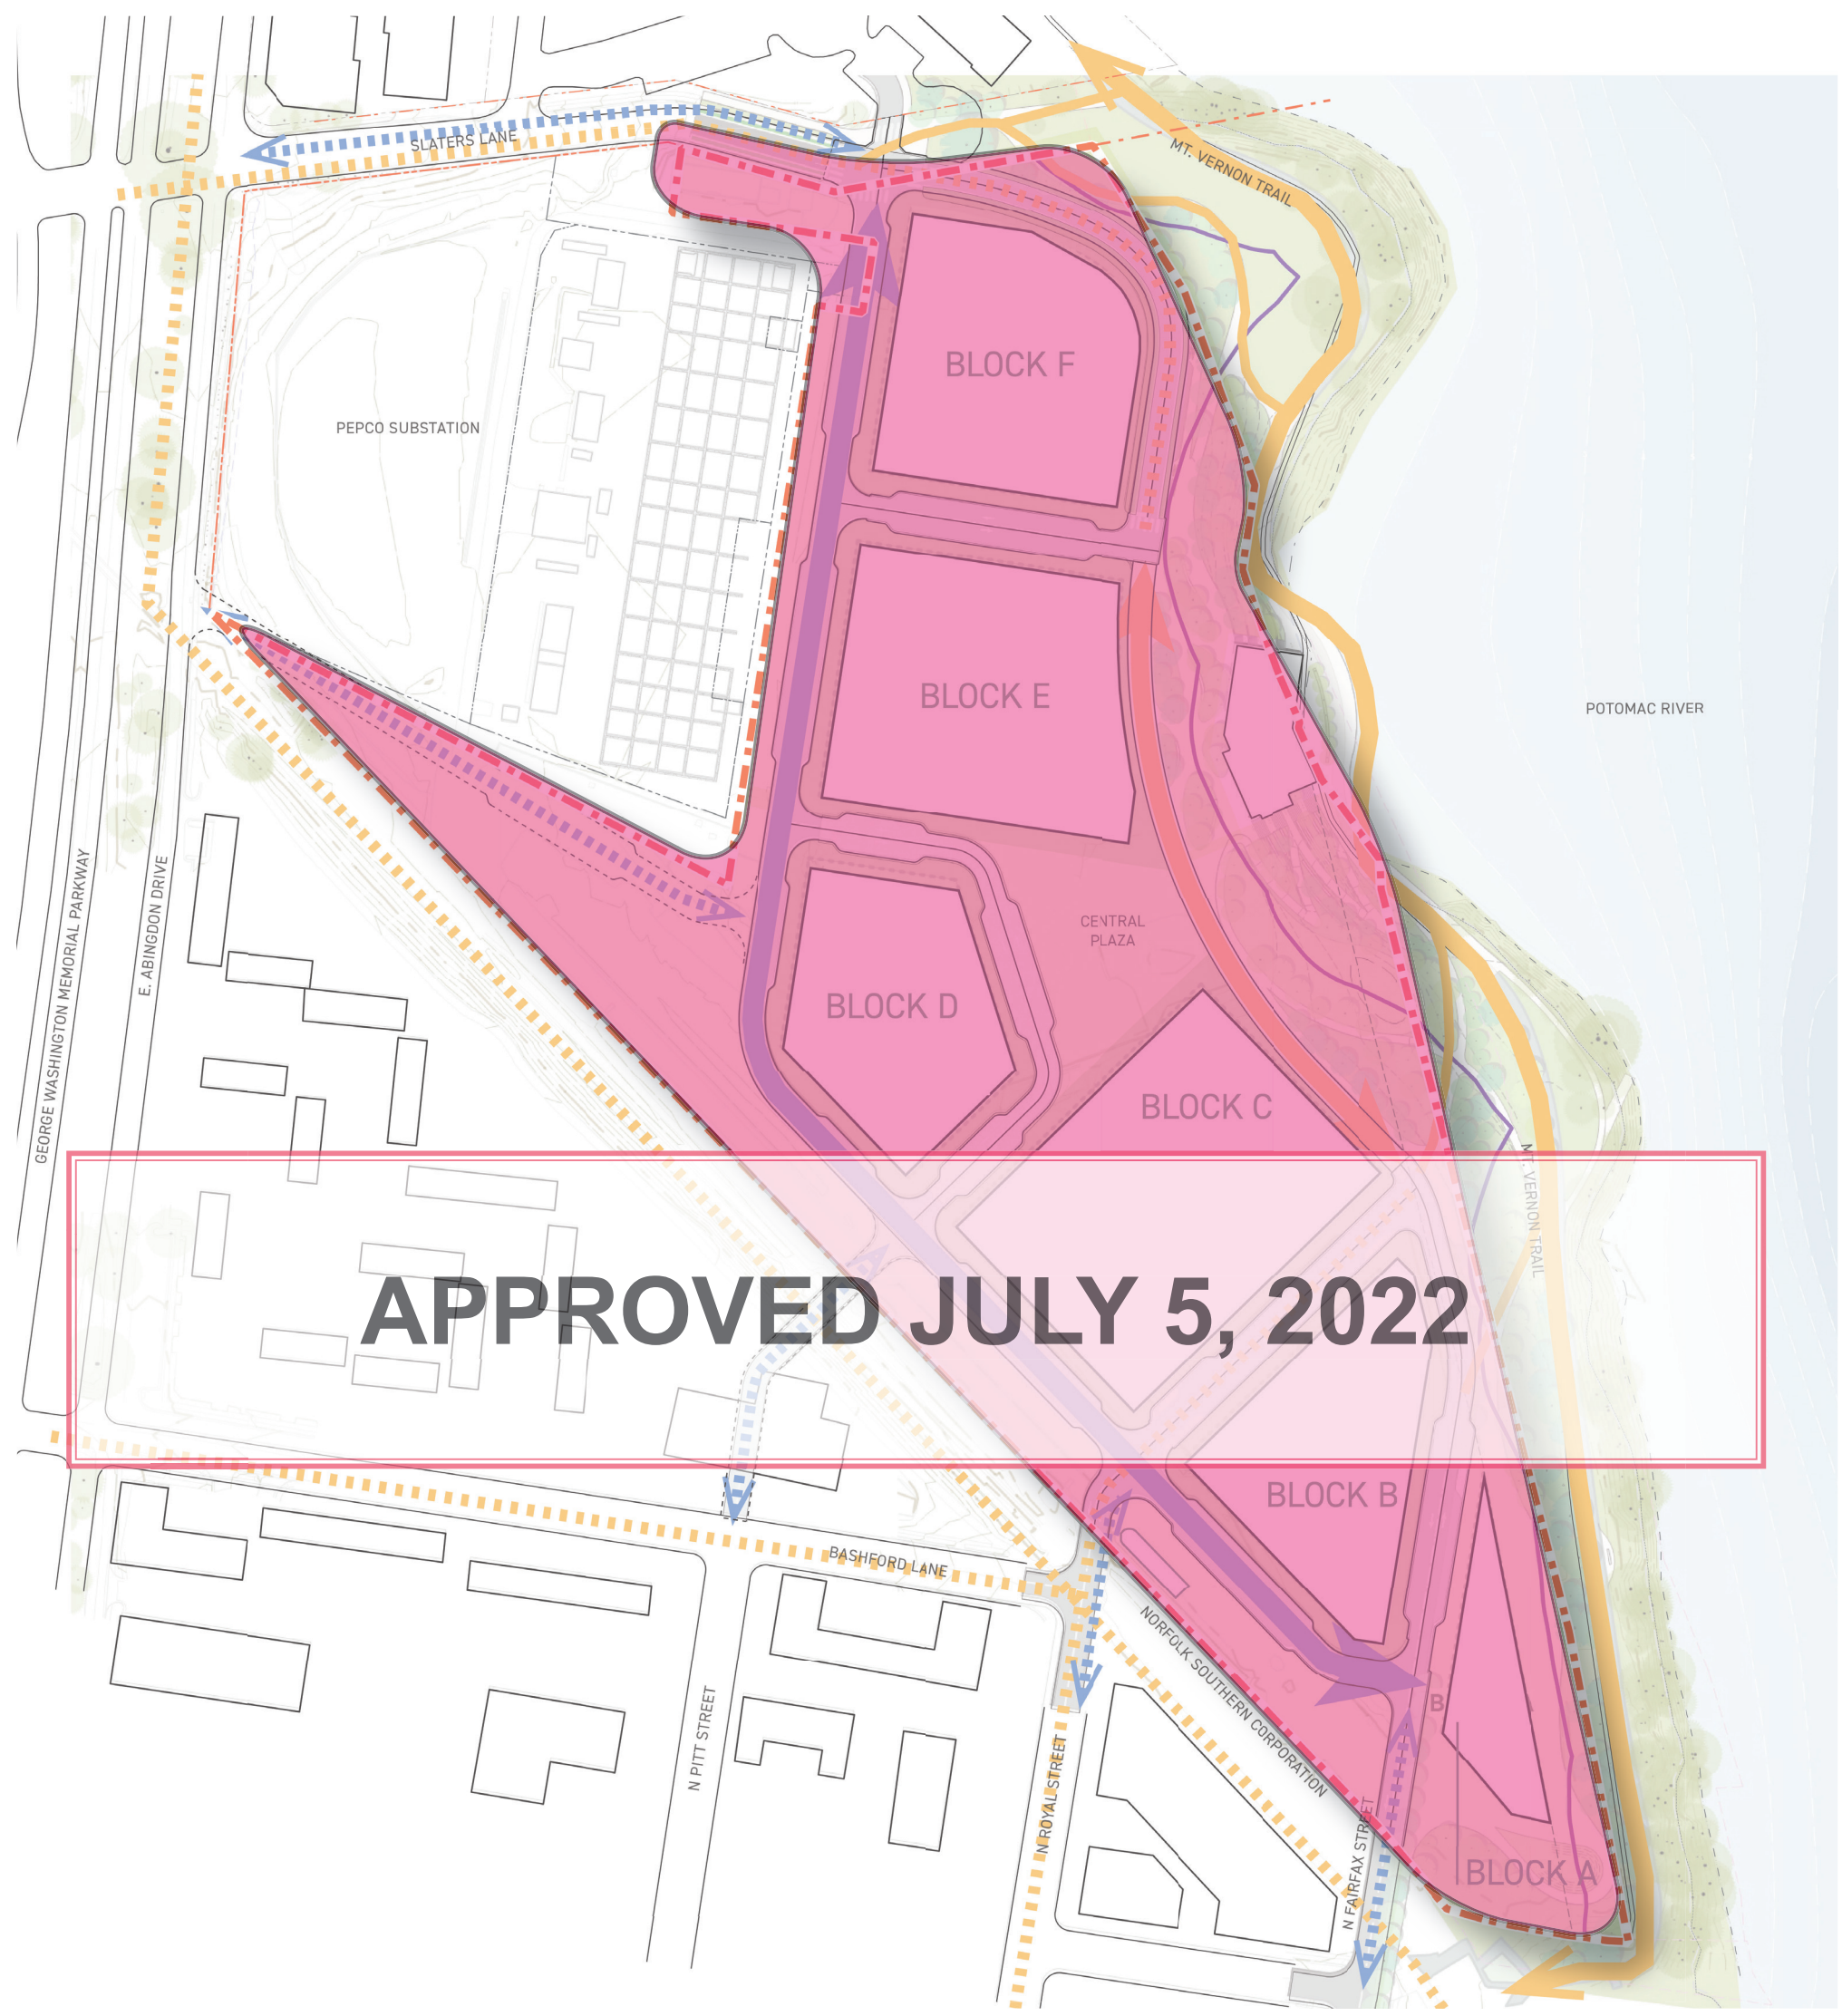 SLATERS LANE
MT. VERNON TRAIL
BLOCK F
PEPCO SUBSTATION
BLOCK E
POTOMAC RIVER
GEORGE WASHINGTON MEMORIAL PARKWAY
E. ABINGDON DRIVE
CENTRAL
PLAZA
BLOCK D
BLOCK C
MT. VERNON TRAIL
APPROVED JULY 5, 2022
BLOCK B
BASHFORD LANE
NORFOLK SOUTHERN CORPORATION
N PITT STREET
N ROYAL STREET
B
N FAIRFAX STREET
BLOCK A